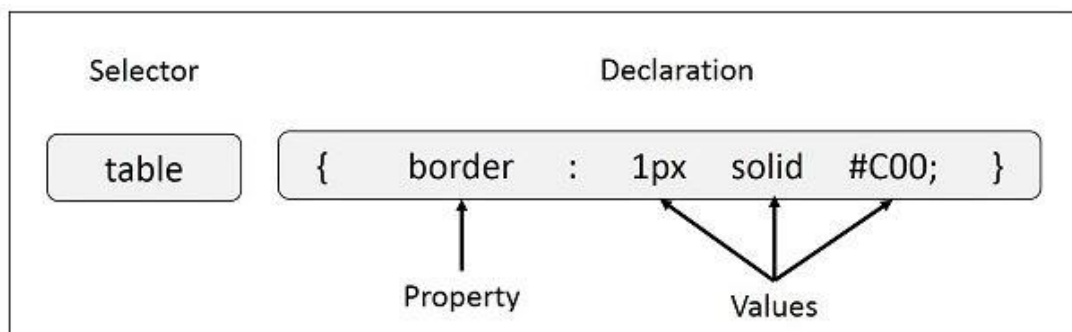 Selector Declaration
table { border : 1px solid #C00; }
Property Values